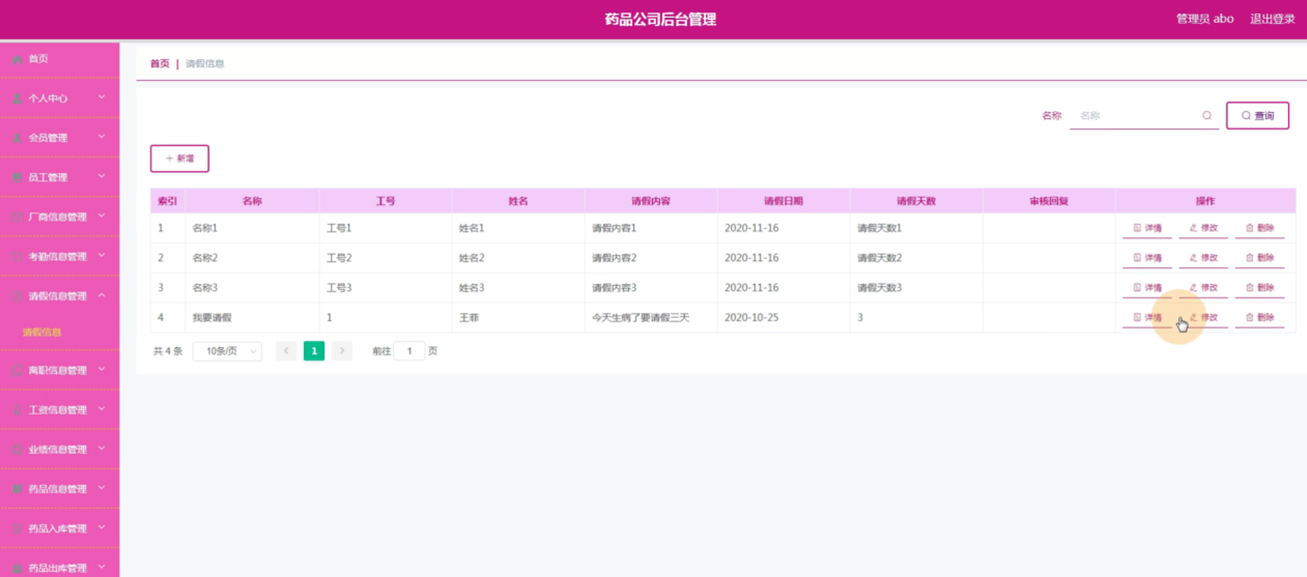 药品公司后台管理
管理员 abo 退出登录
首页
个人中心
会员管理
员工管理
厂商信息管理
考勤信息管理
请假信息管理
请假信息
离职信息管理
工资信息管理
业绩信息管理
药品信息管理
药品入库管理
药品出库管理
首页 | 请假信息
名称 名称 查询
+ 新增
索引 名称 工号 姓名 请假内容 请假日期 请假天数 审核回复 操作
1 名称1 工号1 姓名1 请假内容1 2020-11-16 请假天数1 详情 修改 删除
2 名称2 工号2 姓名2 请假内容2 2020-11-16 请假天数2 详情 修改 删除
3 名称3 工号3 姓名3 请假内容3 2020-11-16 请假天数3 详情 修改 删除
4 我要请假 1 王菲 今天生病了要请假三天 2020-10-25 3 详情 修改 删除
共 4 条 10条/页 1 前往 1 页